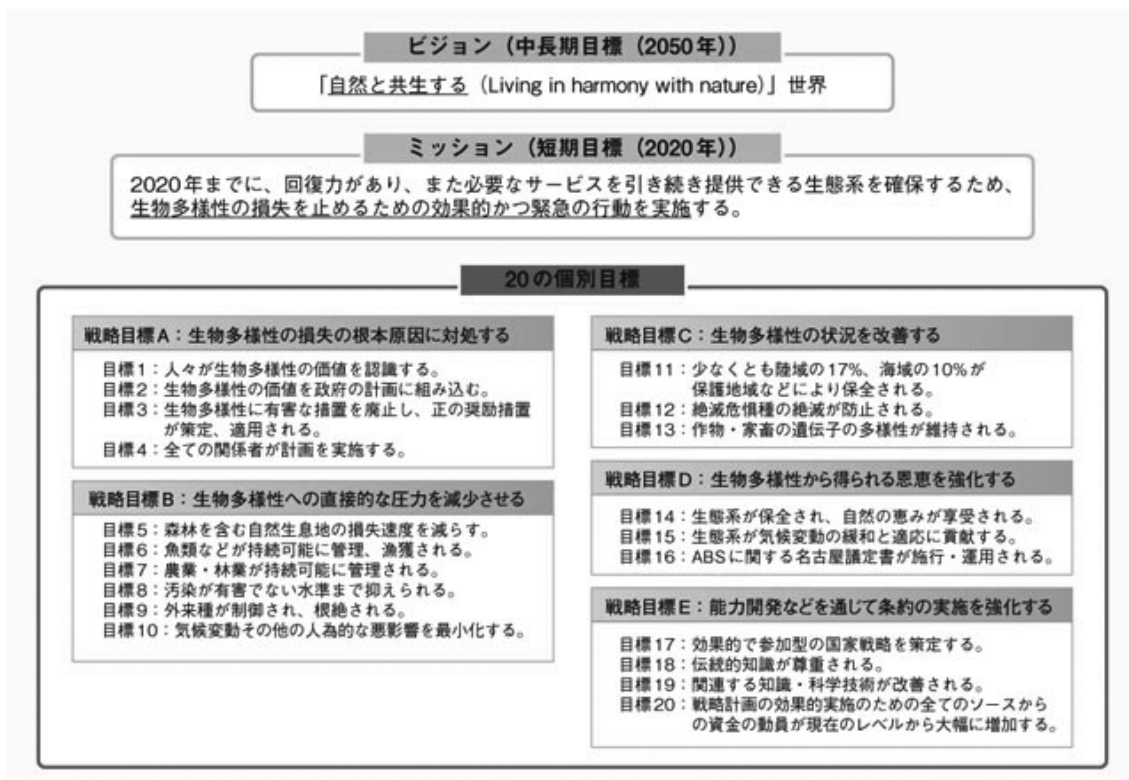 ビジョン（中長期目標（2050年））
「自然と共生する（Living in harmony with nature）」世界
ミッション（短期目標（2020年））
2020年までに、回復力があり、また必要なサービスを引き続き提供できる生態系を確保するため、
生物多様性の損失を止めるための効果的かつ緊急の行動を実施する。
20の個別目標
戦略目標A：生物多様性の損失の根本原因に対処する
目標1：人々が生物多様性の価値を認識する。
目標2：生物多様性の価値を政府の計画に組み込む。
目標3：生物多様性に有害な措置を廃止し、正の奨励措置
が策定、適用される。
目標4：全ての関係者が計画を実施する。
戦略目標B：生物多様性への直接的な圧力を減少させる
目標5：森林を含む自然生息地の損失速度を減らす。
目標6：魚類などが持続可能に管理、漁獲される。
目標7：農業・林業が持続可能に管理される。
目標8：汚染が有害でない水準まで抑えられる。
目標9：外来種が制御され、根絶される。
目標10：気候変動その他の人為的な悪影響を最小化する。
戦略目標C：生物多様性の状況を改善する
目標11：少なくとも陸域の17%、海域の10%が
保護地域などにより保全される。
目標12：絶滅危惧種の絶滅が防止される。
目標13：作物・家畜の遺伝子の多様性が維持される。
戦略目標D：生物多様性から得られる恩恵を強化する
目標14：生態系が保全され、自然の恵みが享受される。
目標15：生態系が気候変動の緩和と適応に貢献する。
目標16：ABSに関する名古屋議定書が施行・運用される。
戦略目標E：能力開発などを通じて条約の実施を強化する
目標17：効果的で参加型の国家戦略を策定する。
目標18：伝統的知識が尊重される。
目標19：関連する知識・科学技術が改善される。
目標20：戦略計画の効果的実施のための全てのソースから
の資金の動員が現在のレベルから大幅に増加する。